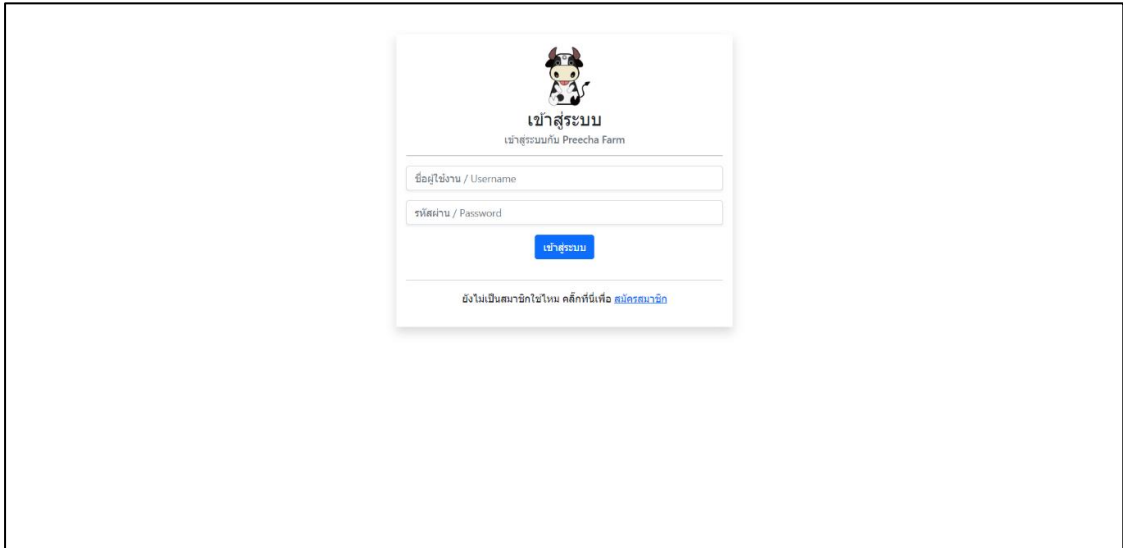 เข้าสู่ระบบ
เข้าสู่ระบบกับ Preecha Farm
ชื่อผู้ใช้งาน / Username
รหัสผ่าน / Password
เข้าสู่ระบบ
ยังไม่เป็นสมาชิกใช่ไหม คลิ๊กที่นี่เพื่อ สมัครสมาชิก